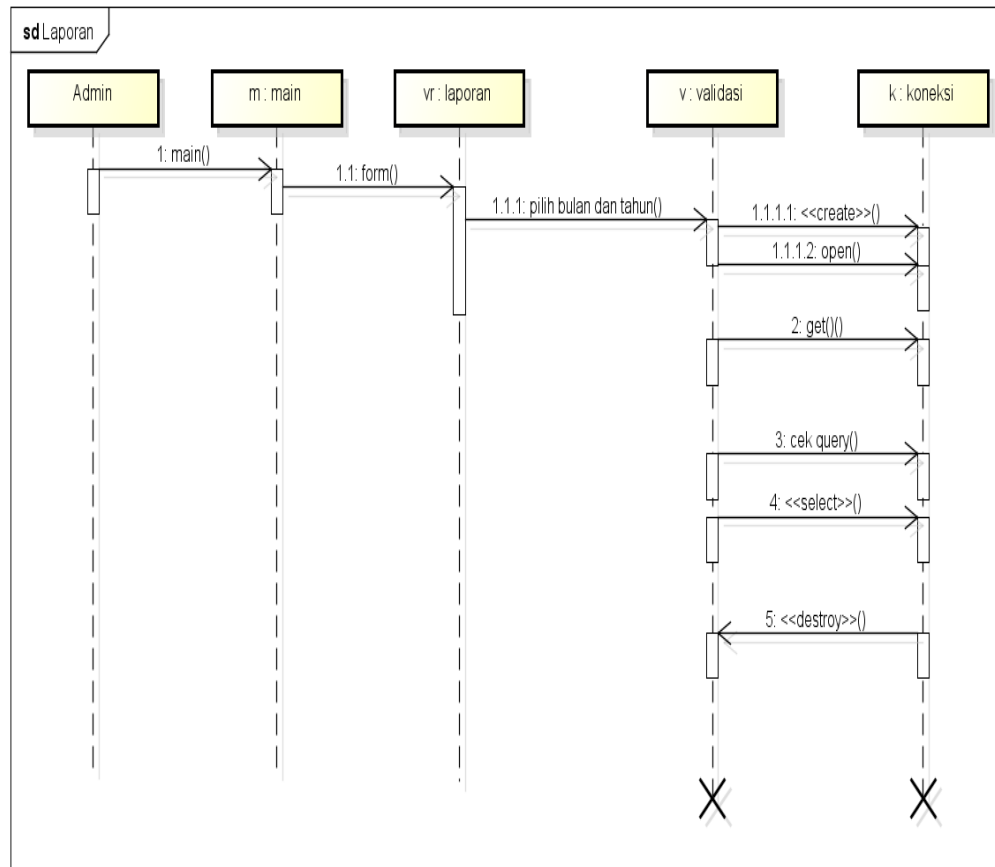 sd Laporan
Admin
m : main
vr : laporan
v : validasi
k : koneksi
1: main()
1.1: form()
1.1.1: pilih bulan dan tahun()
1.1.1.1: <<create>>()
1.1.1.2: open()
2: get()()
3: cek query()
4: <<select>>()
5: <<destroy>>()